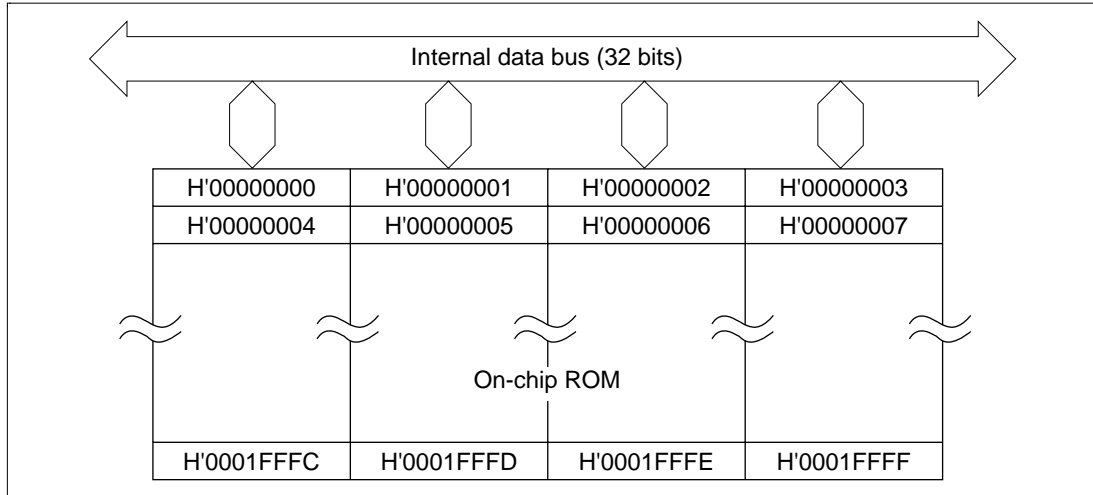 Internal data bus (32 bits)
H'00000000 H'00000001 H'00000002 H'00000003
H'00000004 H'00000005 H'00000006 H'00000007
On-chip ROM
H'0001FFFC H'0001FFFD H'0001FFFE H'0001FFFF